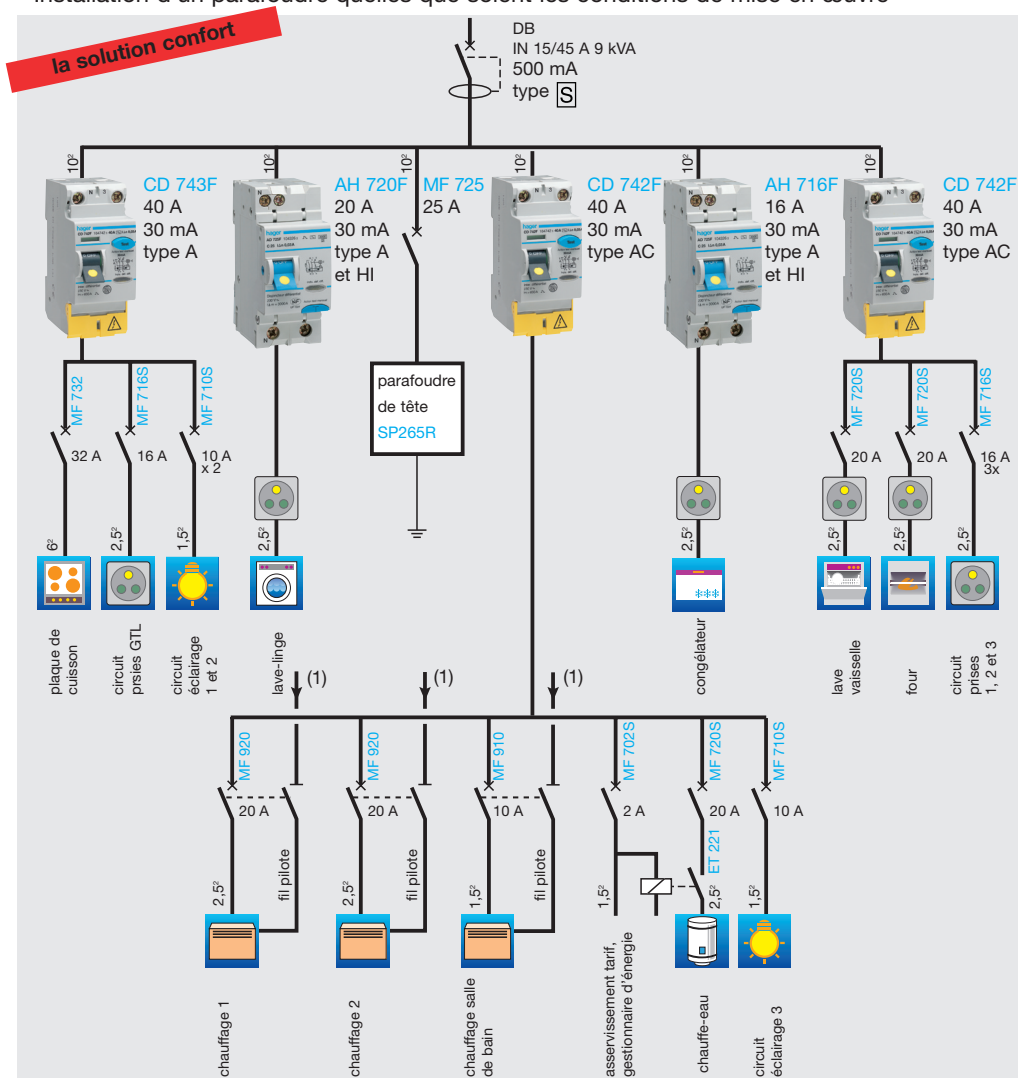 installation d'un parafoudre quelles que soient les conditions de mise en œuvre
la solution confort
DB
IN 15/45 A 9 kVA
500 mA
type S
10²
CD 743F
40 A
30 mA
type A
10²
AH 720F
20 A
30 mA
type A
et HI
10²
MF 725
25 A
10²
CD 742F
40 A
30 mA
type AC
10²
AH 716F
16 A
30 mA
type A
et HI
10²
CD 742F
40 A
30 mA
type AC
hager
hager
hager
hager
hager
parafoudre
de tête
SP265R
MF 732
32 A
6²
plaque de
cuisson
MF 716S
16 A
2,5²
circuit
prsies GTL
MF 710S
10 A
x 2
1,5²
circuit
éclairage
1 et 2
2,5²
lave-linge
2,5²
congélateur
MF 720S
20 A
2,5²
lave
vaisselle
MF 720S
20 A
2,5²
four
MF 716S
16 A
3x
2,5²
circuit
prises
1, 2 et 3
(1)
(1)
(1)
MF 920
20 A
2,5²
fil pilote
chauffage 1
MF 920
20 A
2,5²
fil pilote
chauffage 2
MF 910
10 A
1,5²
fil pilote
chauffage salle
de bain
MF 702S
2 A
1,5²
asservissement tarif,
gestionnaire d'énergie
MF 720S
20 A
ET 221
2,5²
chauffe-eau
MF 710S
10 A
1,5²
circuit
éclairage 3